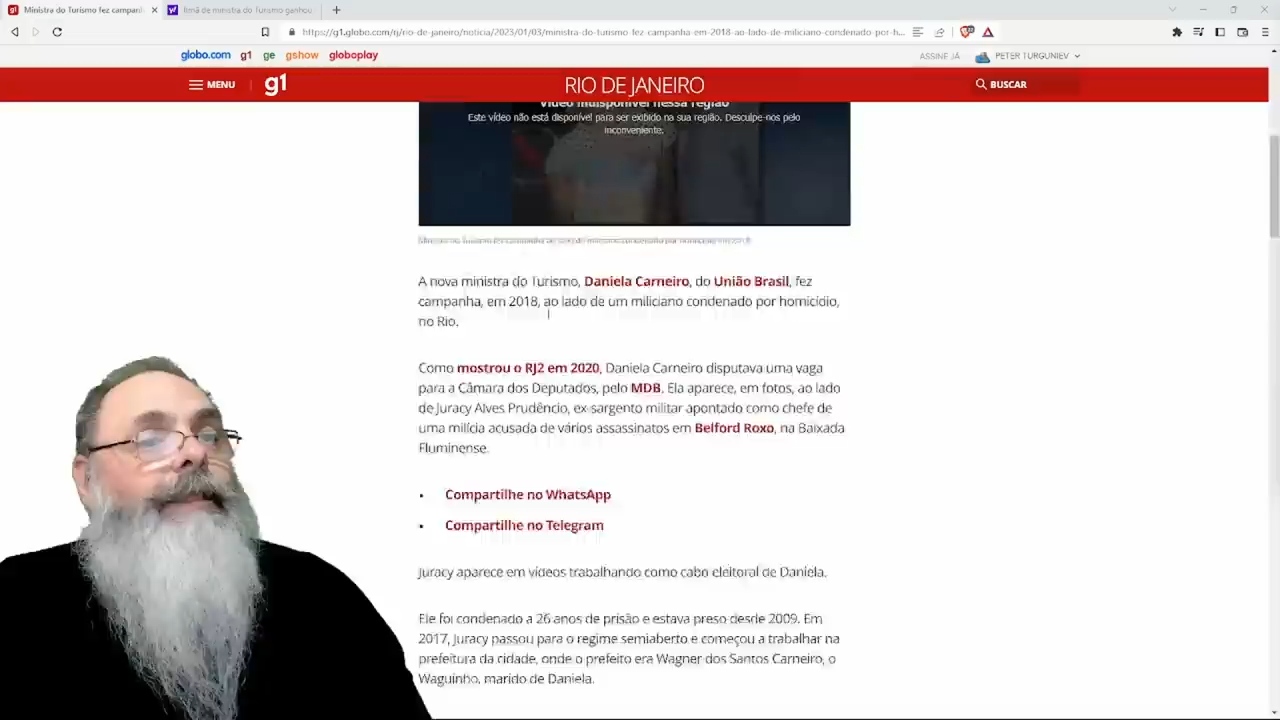 Ministra do Turismo fez campanh
Irmã de ministra do Turismo ganhou
https://g1.globo.com/rj/rio-de-janeiro/noticia/2023/01/03/ministra-do-turismo-fez-campanha-em-2018-ao-lado-de-miliciano-condenado-por-h...
globo.com g1 ge gshow globoplay
ASSINE JÁ
PETER TURGUNIEV
MENU
g1
RIO DE JANEIRO
BUSCAR
Vídeo indisponível nessa região
Este vídeo não está disponível para ser exibido na sua região. Desculpe-nos pelo
inconveniente.
A nova ministra do Turismo, Daniela Carneiro, do União Brasil, fez
campanha, em 2018, ao lado de um miliciano condenado por homicídio,
no Rio.
Como mostrou o RJ2 em 2020, Daniela Carneiro disputava uma vaga
para a Câmara dos Deputados, pelo MDB. Ela aparece, em fotos, ao lado
de Juracy Alves Prudêncio, ex-sargento militar apontado como chefe de
uma milícia acusada de vários assassinatos em Belford Roxo, na Baixada
Fluminense.
• Compartilhe no WhatsApp
• Compartilhe no Telegram
Juracy aparece em vídeos trabalhando como cabo eleitoral de Daniela.
Ele foi condenado a 26 anos de prisão e estava preso desde 2009. Em
2017, Juracy passou para o regime semiaberto e começou a trabalhar na
prefeitura da cidade, onde o prefeito era Wagner dos Santos Carneiro, o
Waguinho, marido de Daniela.